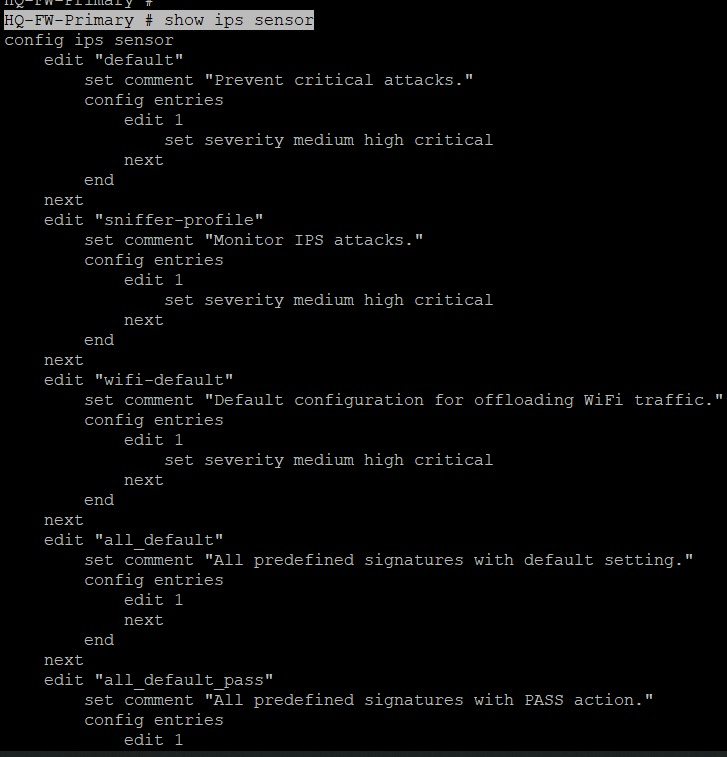 HQ-FW-Primary #
HQ-FW-Primary # show ips sensor
config ips sensor
    edit "default"
        set comment "Prevent critical attacks."
        config entries
            edit 1
                set severity medium high critical
            next
        end
    next
    edit "sniffer-profile"
        set comment "Monitor IPS attacks."
        config entries
            edit 1
                set severity medium high critical
            next
        end
    next
    edit "wifi-default"
        set comment "Default configuration for offloading WiFi traffic."
        config entries
            edit 1
                set severity medium high critical
            next
        end
    next
    edit "all_default"
        set comment "All predefined signatures with default setting."
        config entries
            edit 1
            next
        end
    next
    edit "all_default_pass"
        set comment "All predefined signatures with PASS action."
        config entries
            edit 1